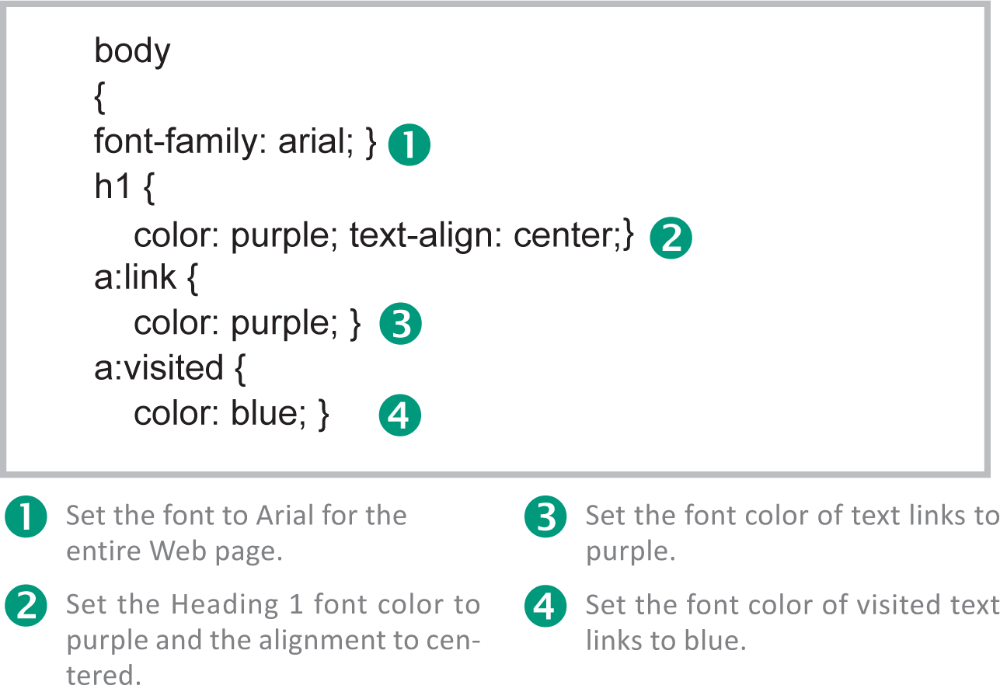 body
{
font-family: arial; } 1
h1 {
color: purple; text-align: center;} 2
a:link {
color: purple; } 3
a:visited {
color: blue; } 4
1 Set the font to Arial for the
entire Web page.
2 Set the Heading 1 font color to
purple and the alignment to cen-
tered.
3 Set the font color of text links to
purple.
4 Set the font color of visited text
links to blue.